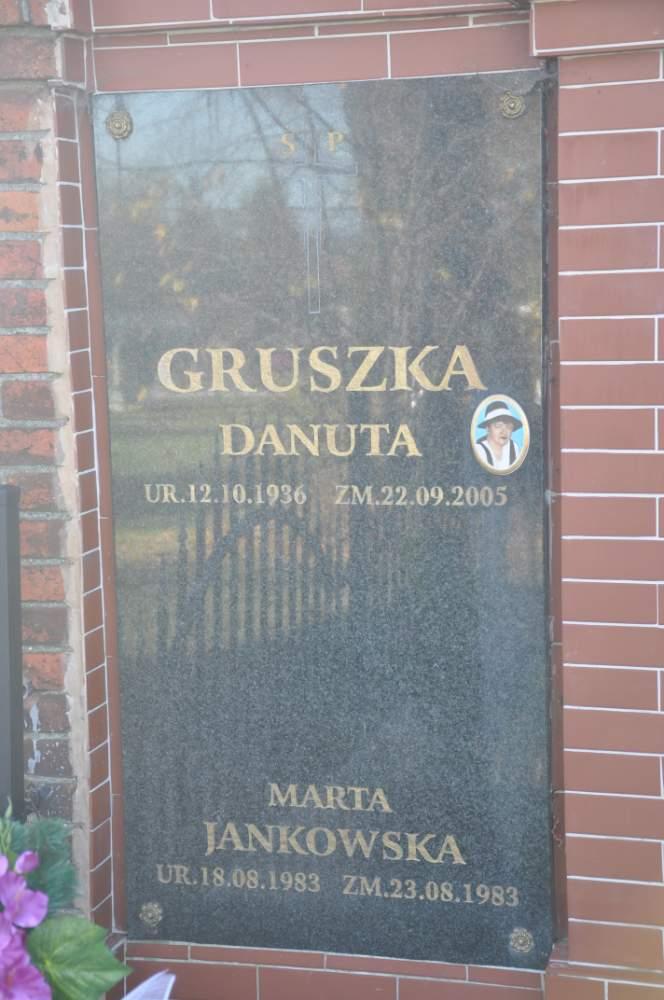 S P
GRUSZKA
DANUTA
UR.12.10.1936 ZM.22.09.2005
MARTA
JANKOWSKA
UR.18.08.1983 ZM.23.08.1983